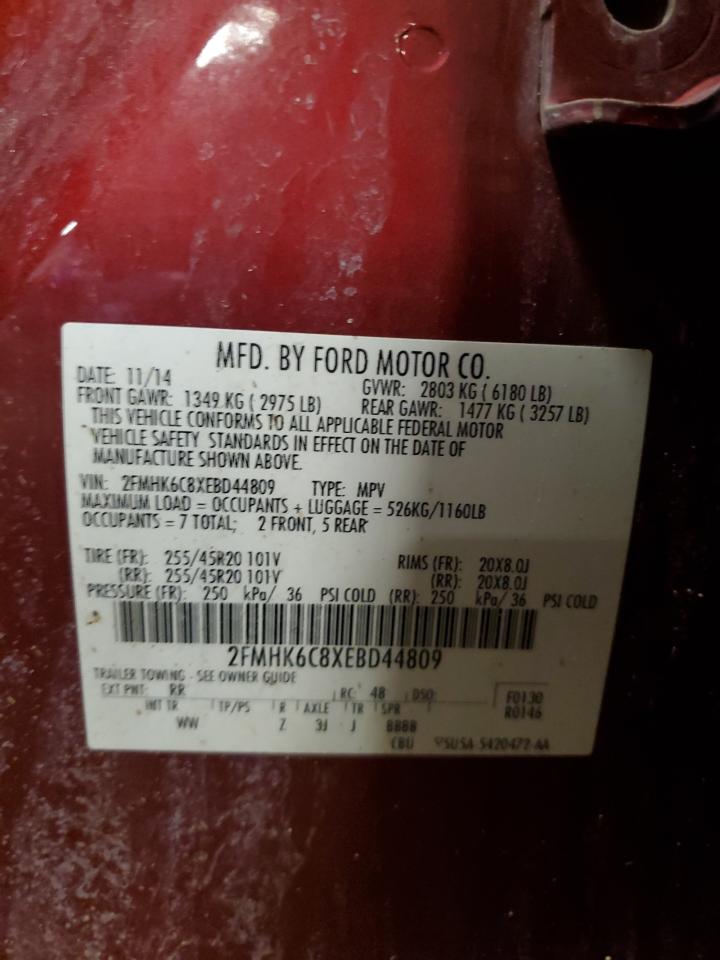 MFD. BY FORD MOTOR CO.
DATE: 11/14 GVWR: 2803 KG ( 6180 LB)
FRONT GAWR: 1349 KG ( 2975 LB) REAR GAWR: 1477 KG ( 3257 LB)
THIS VEHICLE CONFORMS TO ALL APPLICABLE FEDERAL MOTOR
VEHICLE SAFETY STANDARDS IN EFFECT ON THE DATE OF
MANUFACTURE SHOWN ABOVE.
VIN: 2FMHK6C8XEBD44809 TYPE: MPV
MAXIMUM LOAD = OCCUPANTS + LUGGAGE = 526KG/1160LB
OCCUPANTS = 7 TOTAL; 2 FRONT, 5 REAR
TIRE (FR): 255/45R20 101V RIMS (FR): 20X8.0J
(RR): 255/45R20 101V (RR): 20X8.0J
PRESSURE (FR): 250 kPa/ 36 PSI COLD (RR): 250 kPa/ 36 PSI COLD
2FMHK6C8XEBD44809
TRAILER TOWING - SEE OWNER GUIDE
EXT PNT: RR RC: 48 DSO: F0130
INT TR TP/PS R AXLE TR SPR R0146
WW Z 3J J BBBB
CBU 5420472-AA